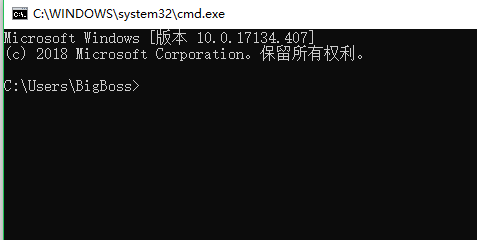 C:\WINDOWS\system32\cmd.exe
Microsoft Windows [版本 10.0.17134.407]
(c) 2018 Microsoft Corporation。保留所有权利。
C:\Users\BigBoss>